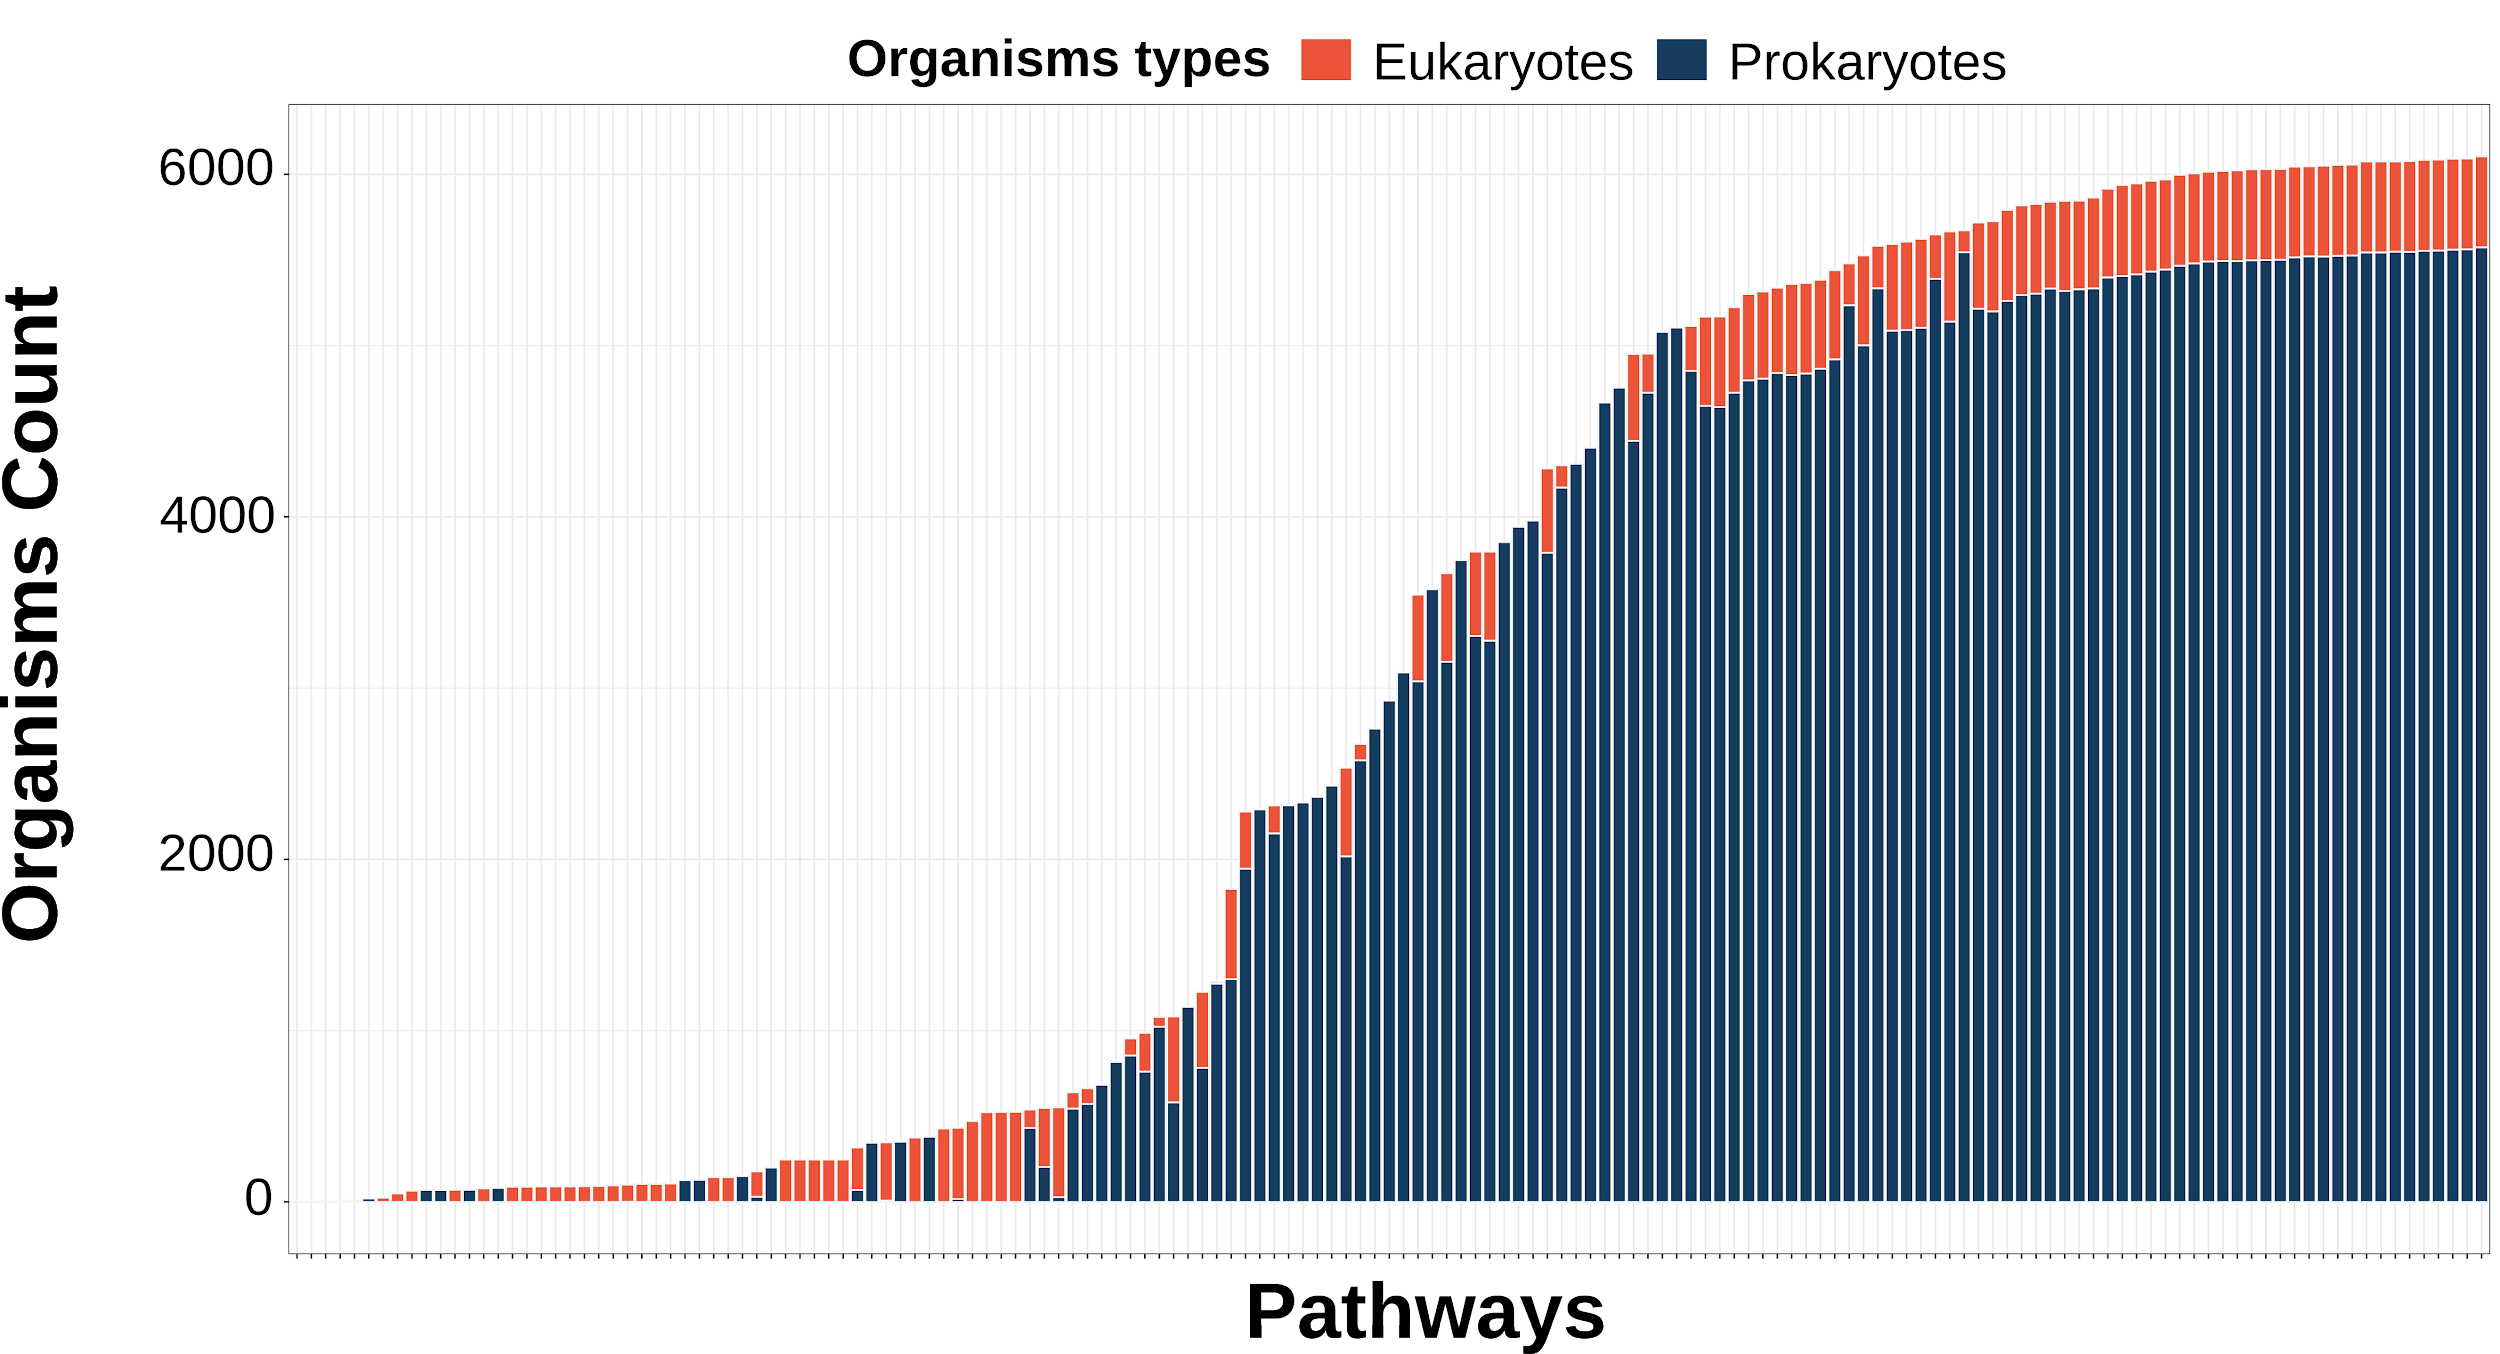 Organisms types Eukaryotes Prokaryotes
Organisms Count
6000
4000
2000
0
Pathways